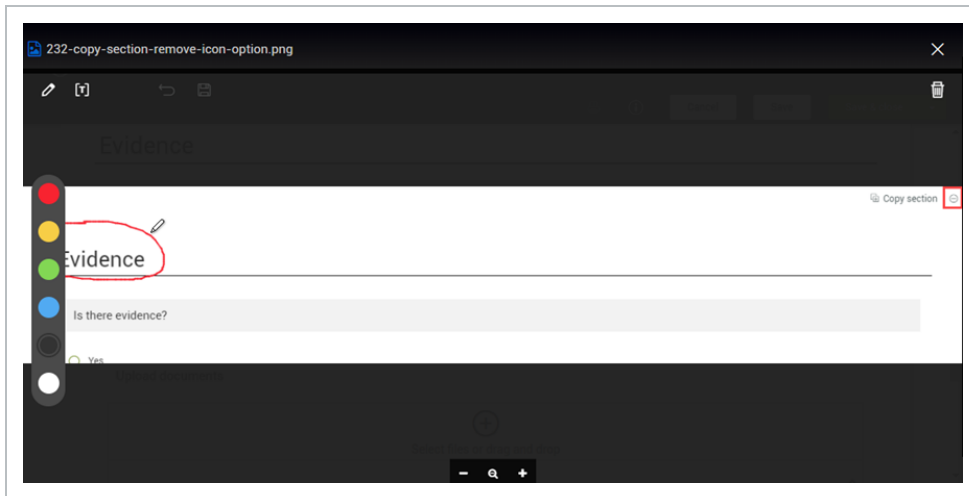 232-copy-section-remove-icon-option.png
[T]
Evidence
Copy section
Evidence
Is there evidence?
Yes